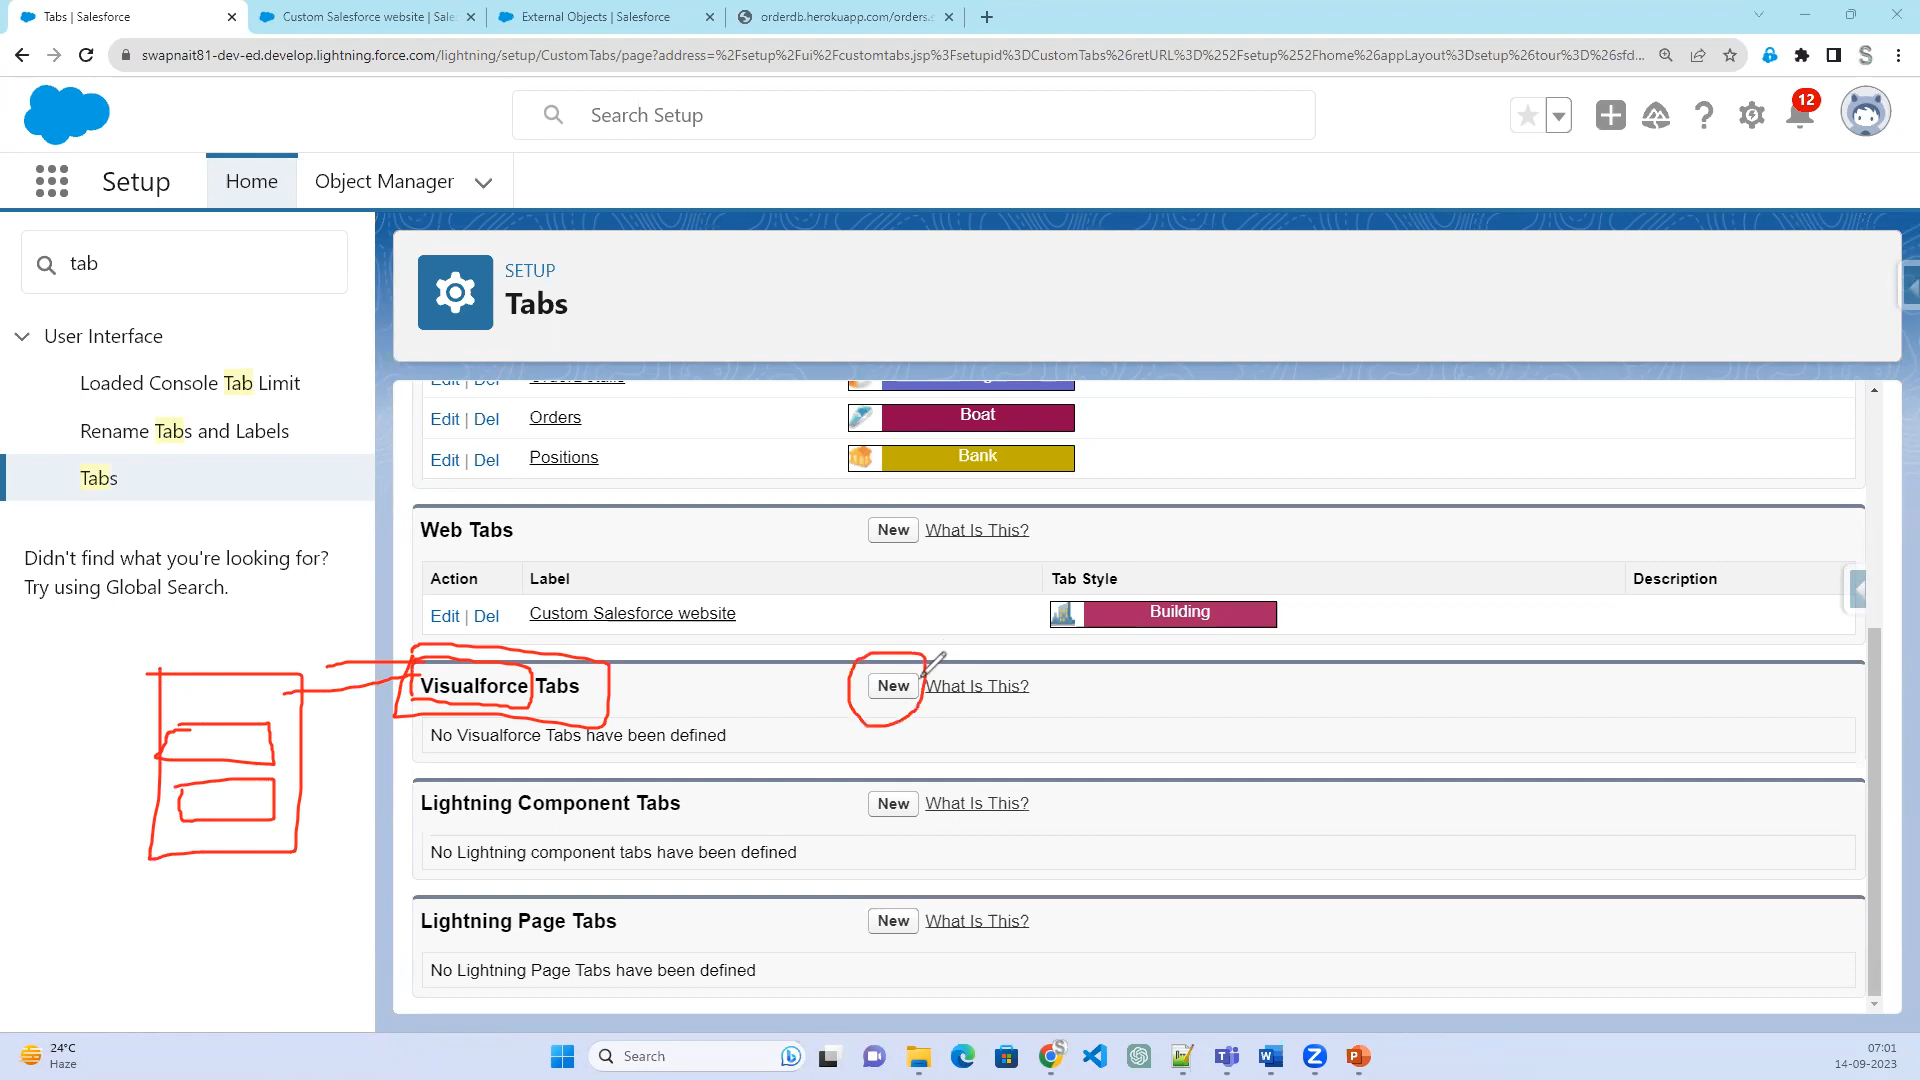 Tabs | Salesforce
Custom Salesforce website | Sale
External Objects | Salesforce
orderdb.herokuapp.com/orders.
swapnait81-dev-ed.develop.lightning.force.com/lightning/setup/CustomTabs/page?address=%2Fsetup%2Fui%2Fcustomtabs.jsp%3Fsetupid%3DCustomTabs%26retURL%3D%252Fsetup%252Fhome%26appLayout%3Dsetup%26tour%3D%26sfd...
Search Setup
12
Setup
Home
Object Manager
tab
User Interface
Loaded Console Tab Limit
Rename Tabs and Labels
Tabs
Didn't find what you're looking for?
Try using Global Search.
SETUP
Tabs
Edit | Del
Edit | Del Orders Boat
Edit | Del Positions Bank
Web Tabs New What Is This?
Action Label Tab Style Description
Edit | Del Custom Salesforce website Building
Visualforce Tabs New What Is This?
No Visualforce Tabs have been defined
Lightning Component Tabs New What Is This?
No Lightning component tabs have been defined
Lightning Page Tabs New What Is This?
No Lightning Page Tabs have been defined
24°C
Haze
Search
07:01
14-09-2023